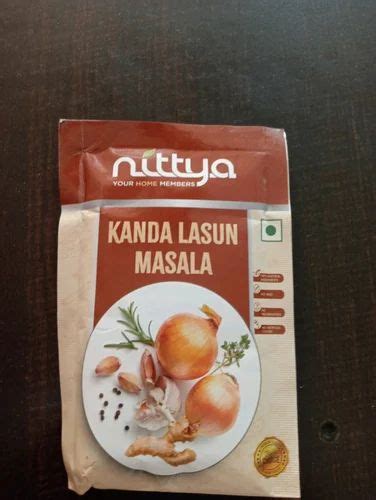 nittya
YOUR HOME MEMBERS
KANDA LASUN
MASALA